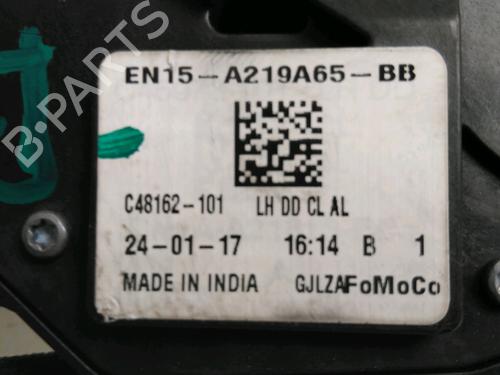 EN15-A219A65-BB
C48162-101 LH DD CL AL
24-01-17 16:14 B 1
MADE IN INDIA GJLZA FoMoCo
B-PARTS